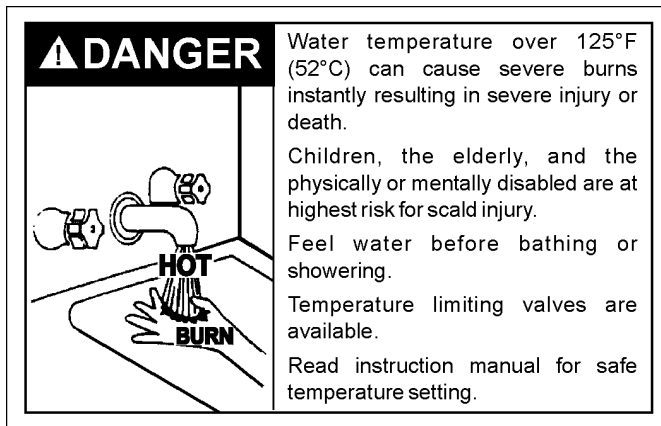 DANGER
HOT
BURN
Water temperature over 125°F
(52°C) can cause severe burns
instantly resulting in severe injury or
death.
Children, the elderly, and the
physically or mentally disabled are at
highest risk for scald injury.
Feel water before bathing or
showering.
Temperature limiting valves are
available.
Read instruction manual for safe
temperature setting.